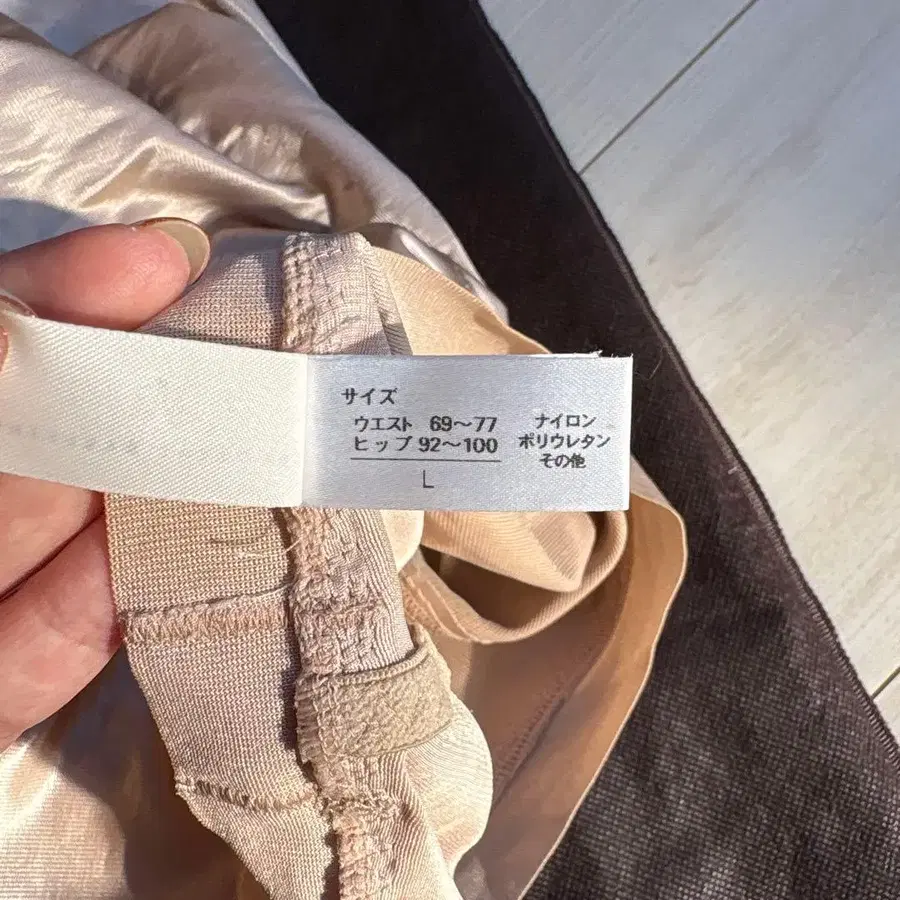 サイズ
ウエスト 69〜77
ヒップ 92〜100
L
ナイロン
ポリウレタン
その他